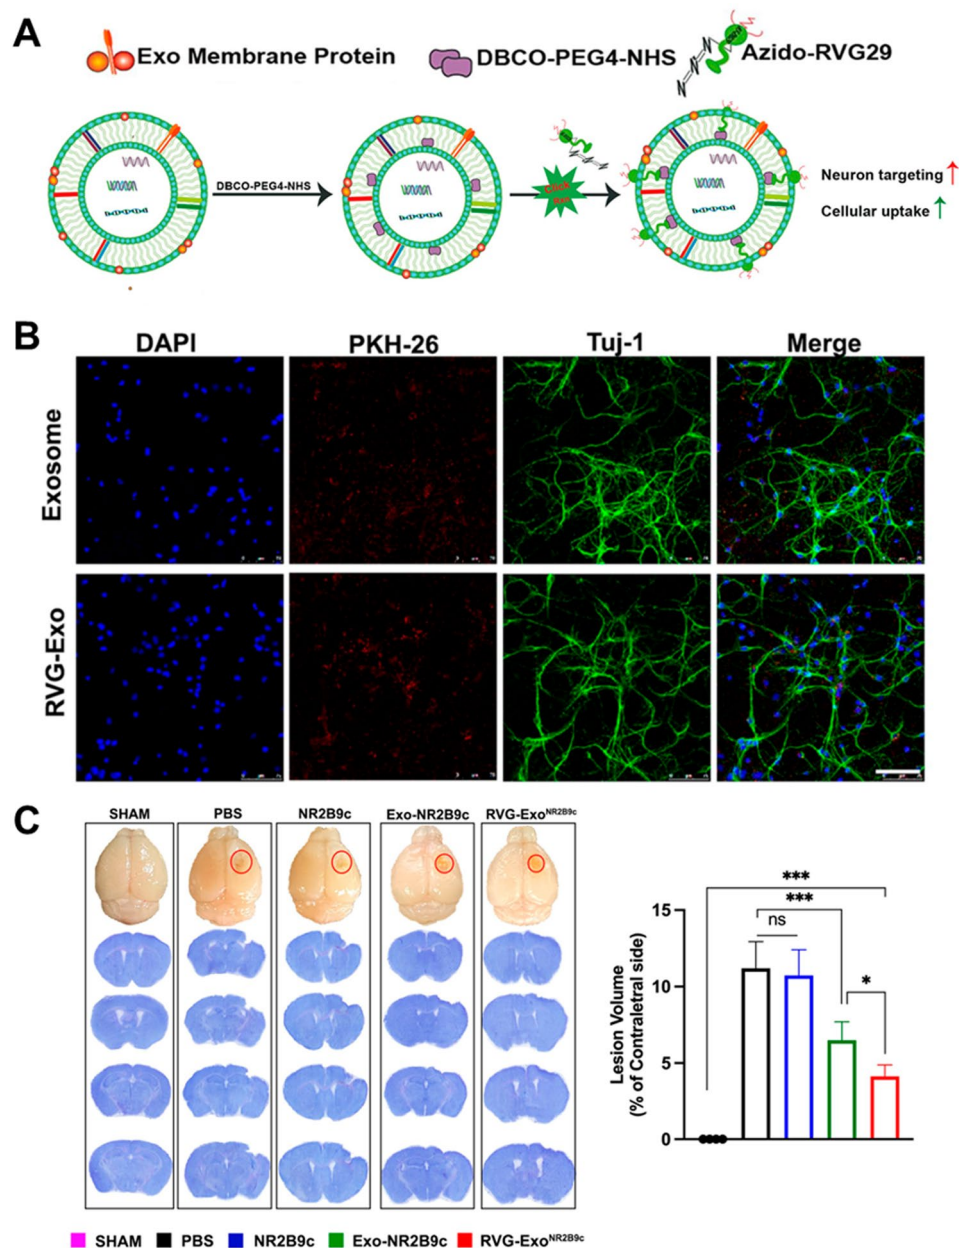 A
Exo Membrane Protein
DBCO-PEG4-NHS
Azido-RVG29
DBCO-PEG4-NHS
N N N
Click
Neuron targeting ↑
Cellular uptake ↑
B
DAPI PKH-26 Tuj-1 Merge
Exosome
RVG-Exo
C
SHAM PBS NR2B9c Exo-NR2B9c RVG-Exo^NR2B9c
***
***
ns
*
15
10
5
0
Lesion Volume
(% of Contraletral side)
SHAM PBS NR2B9c Exo-NR2B9c RVG-Exo^NR2B9c